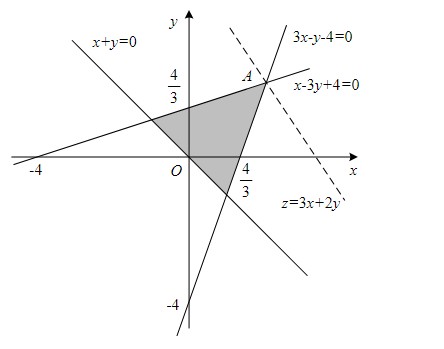 y
3x-y-4=0
x+y=0
4/3
A
x-3y+4=0
-4
O
4/3
x
z=3x+2y
-4